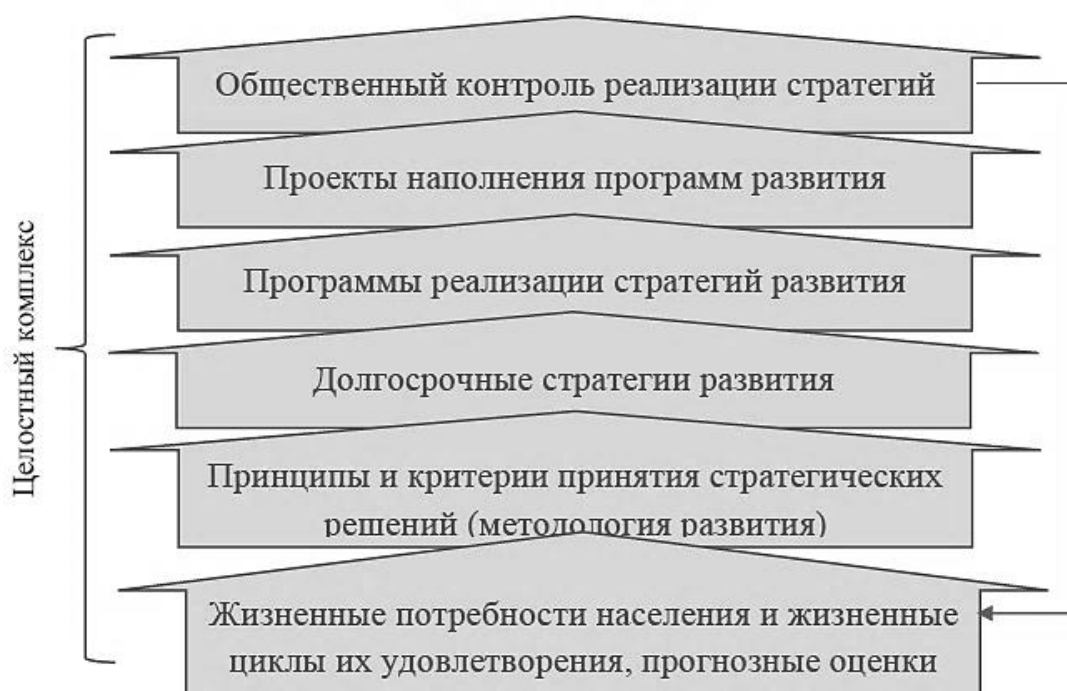 Общественный контроль реализации стратегий
Проекты наполнения программ развития
Программы реализации стратегий развития
Долгосрочные стратегии развития
Принципы и критерии принятия стратегических
решений (методология развития)
Жизненные потребности населения и жизненные
циклы их удовлетворения, прогнозные оценки
Целостный комплекс